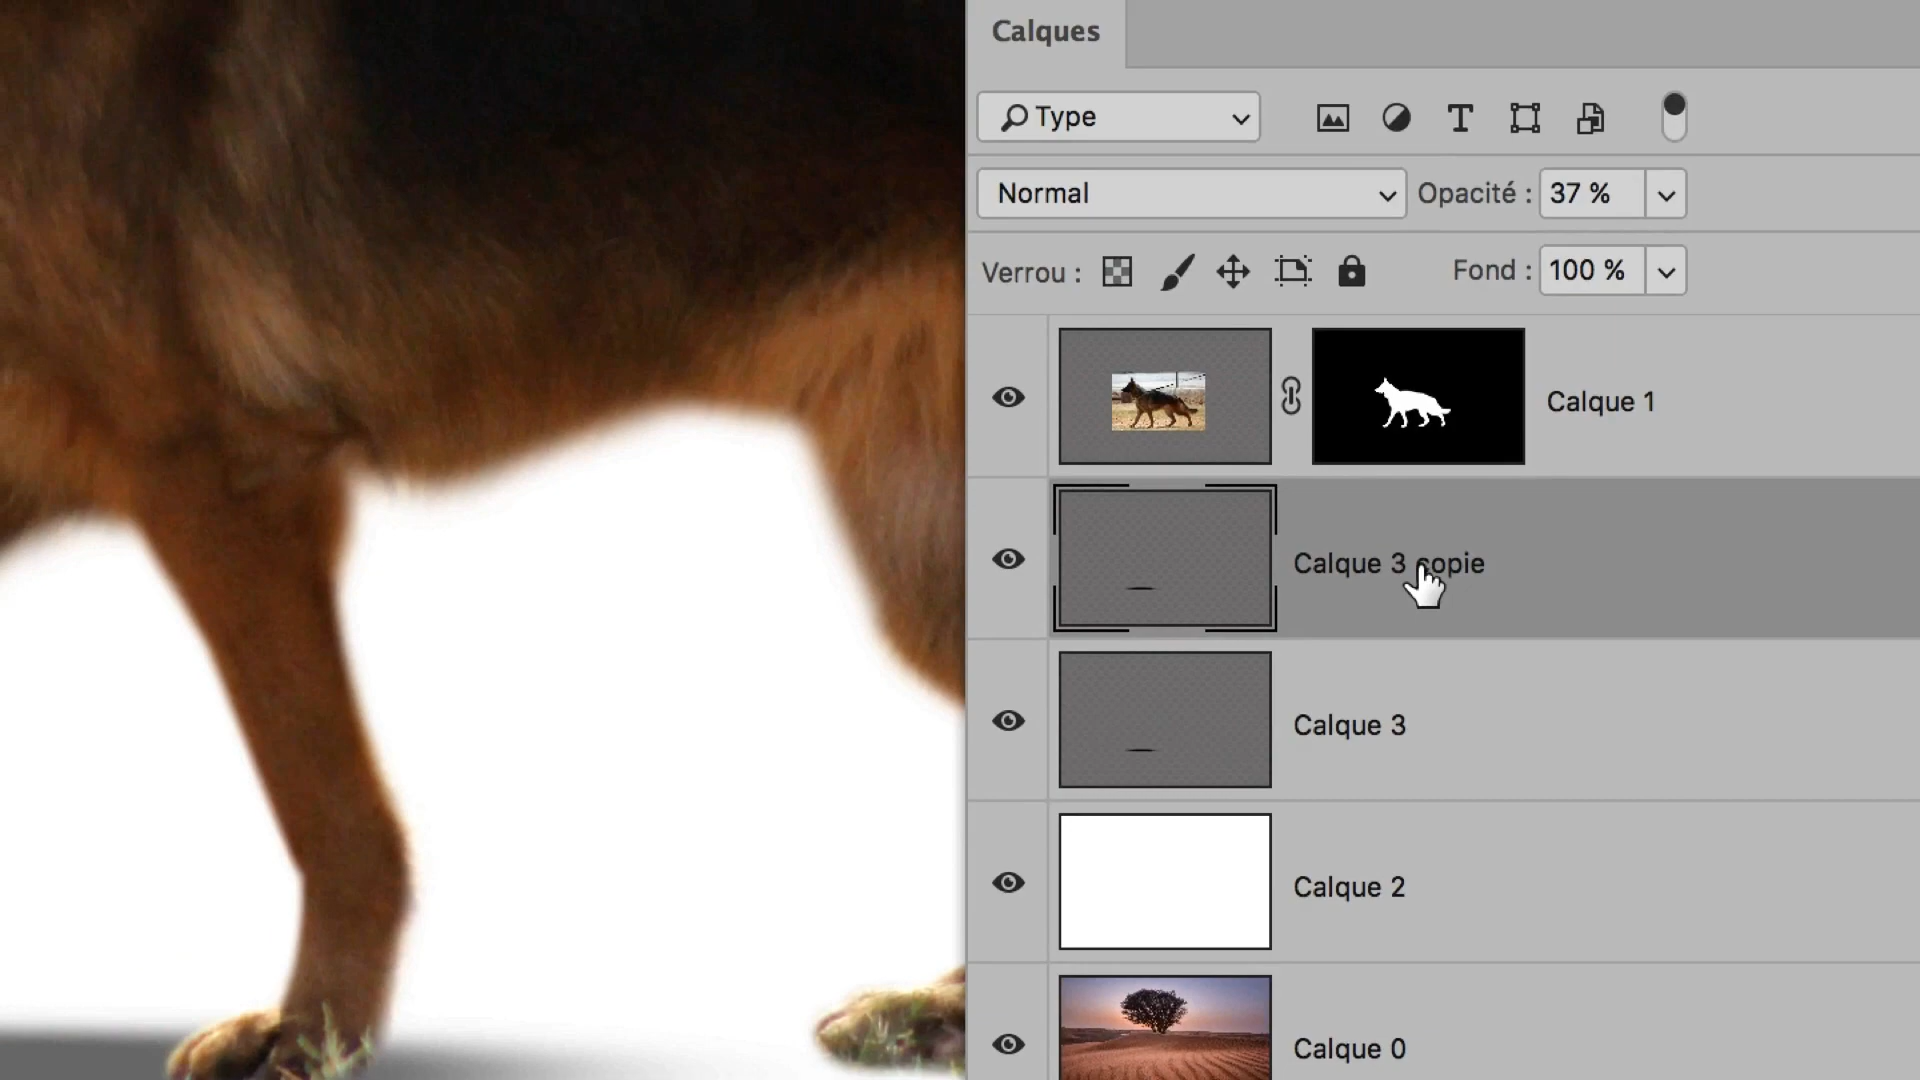 Calques
Type
Normal Opacité : 37 %
Verrou : Fond : 100 %
Calque 1
Calque 3 copie
Calque 3
Calque 2
Calque 0